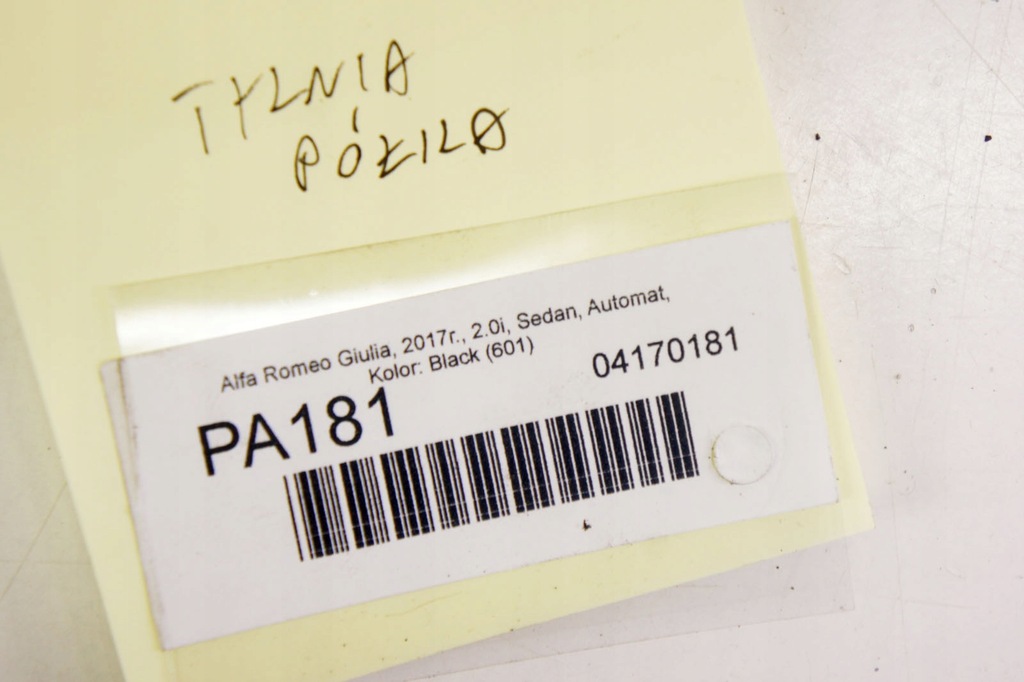 TYLNIA
PÓŁKA
Alfa Romeo Giulia, 2017r., 2.0i, Sedan, Automat,
Kolor: Black (601)
04170181
PA181